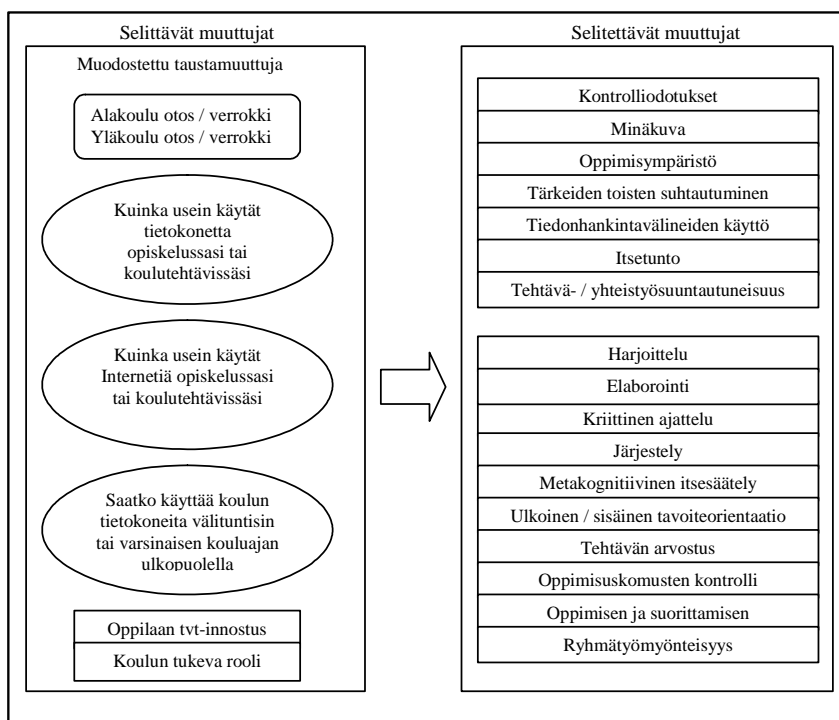 Selittävät muuttujat
Muodostettu taustamuuttuja
Alakoulu otos / verrokki
Yläkoulu otos / verrokki
Kuinka usein käytät
tietokonetta
opiskelussasi tai
koulutehtävissäsi
Kuinka usein käytät
Internetiä opiskelussasi
tai koulutehtävissäsi
Saatko käyttää koulun
tietokoneita välituntisin
tai varsinaisen kouluajan
ulkopuolella
Oppilaan tvt-innostus
Koulun tukeva rooli
Selitettävät muuttujat
Kontrolliodotukset
Minäkuva
Oppimisympäristö
Tärkeiden toisten suhtautuminen
Tiedonhankintavälineiden käyttö
Itsetunto
Tehtävä- / yhteistyösuuntautuneisuus
Harjoittelu
Elaborointi
Kriittinen ajattelu
Järjestely
Metakognitiivinen itsesäätely
Ulkoinen / sisäinen tavoiteorientaatio
Tehtävän arvostus
Oppimisuskomusten kontrolli
Oppimisen ja suorittamisen
Ryhmätyömyönteisyys